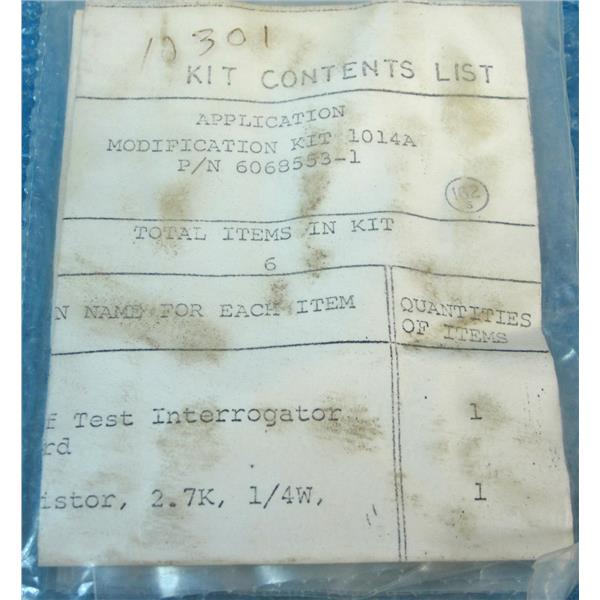 10301
KIT CONTENTS LIST
APPLICATION
MODIFICATION KIT 1014A
P/N 6068553-1
102
S
TOTAL ITEMS IN KIT
6
N NAME FOR EACH ITEM
QUANTITIES
OF ITEMS
F Test Interrogator 1
rd
istor, 2.7K, 1/4W, 1